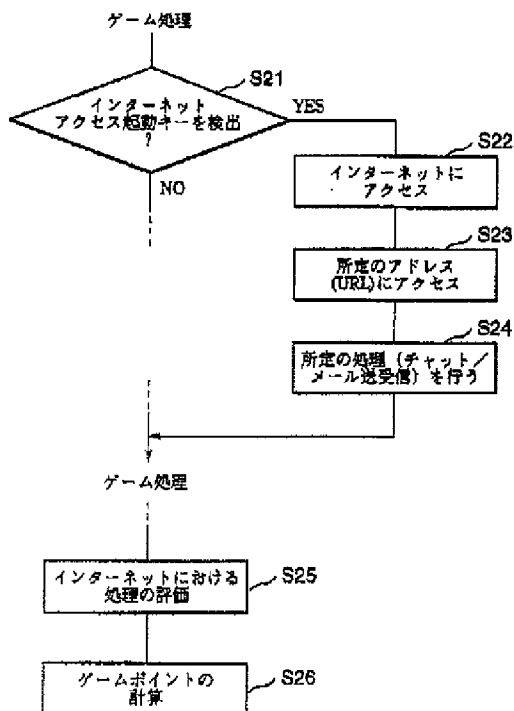 ゲーム処理
S21
インターネット
アクセス起動キーを検出
?
YES
NO
S22
インターネットに
アクセス
S23
所定のアドレス
(URL)にアクセス
S24
所定の処理（チャット／
メール送受信）を行う
ゲーム処理
インターネットにおける
処理の評価
S25
ゲームポイントの
計算
S26